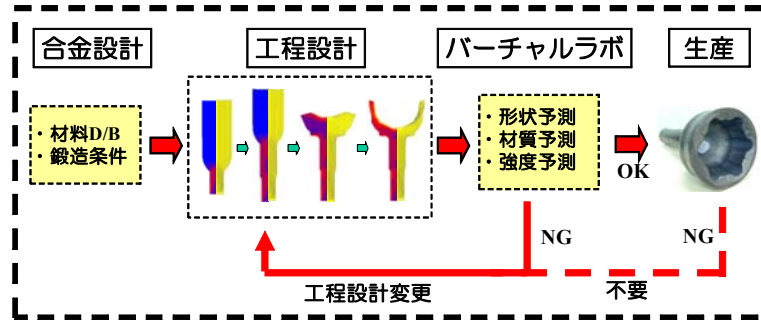 合金設計
工程設計
バーチャルラボ
生産
・材料D/B
・鍛造条件
・形状予測
・材質予測
・強度予測
OK
NG
NG
工程設計変更
不要